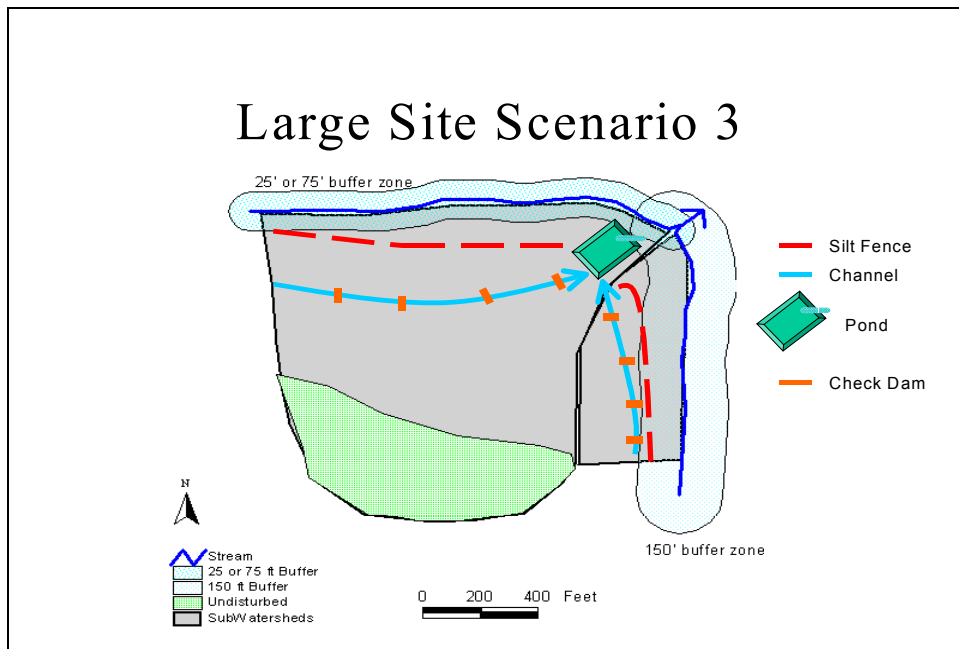 Large Site Scenario 3
25' or 75' buffer zone
Silt Fence
Channel
Pond
Check Dam
N
150' buffer zone
Stream
25 or 75 ft Buffer
150 ft Buffer
Undisturbed
SubWatersheds
0 200 400 Feet